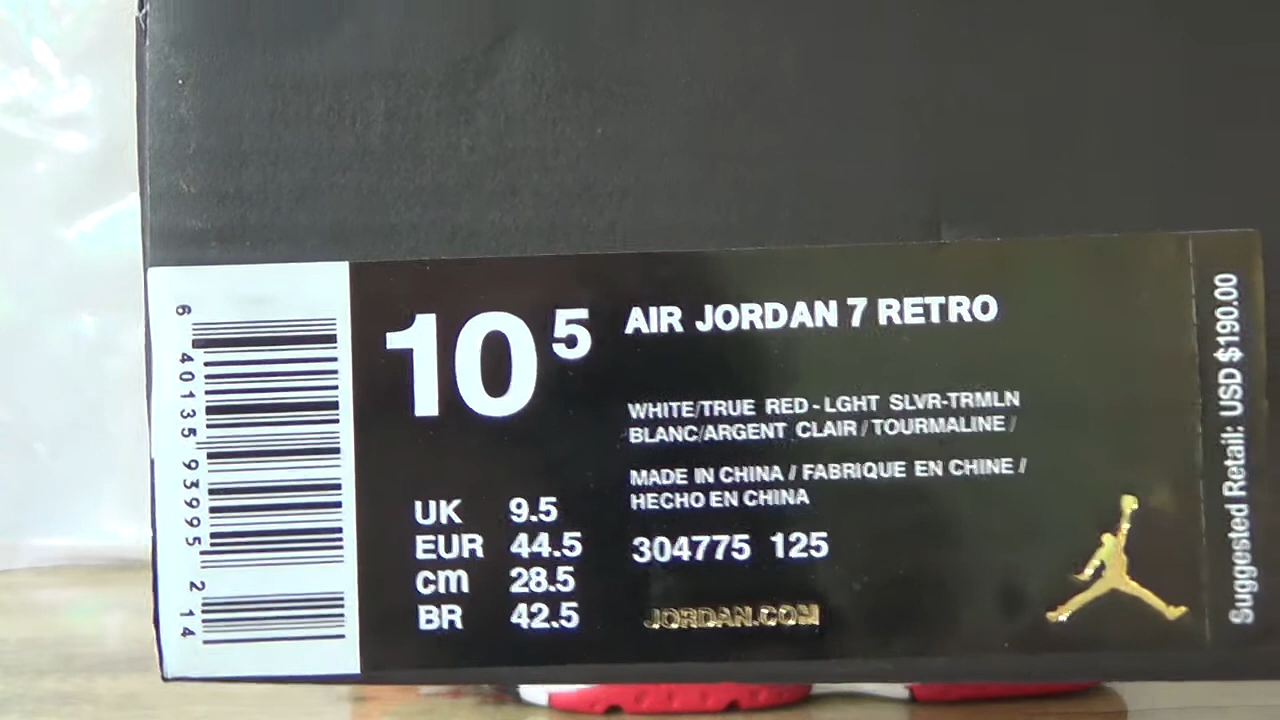 6 40135 93995 2 14
10 5
AIR JORDAN 7 RETRO
WHITE/TRUE RED-LGHT SLVR-TRMLN
BLANC/ARGENT CLAIR/TOURMALINE/
MADE IN CHINA / FABRIQUE EN CHINE /
HECHO EN CHINA
304775 125
JORDAN.COM
UK 9.5
EUR 44.5
cm 28.5
BR 42.5
Suggested Retail: USD $190.00